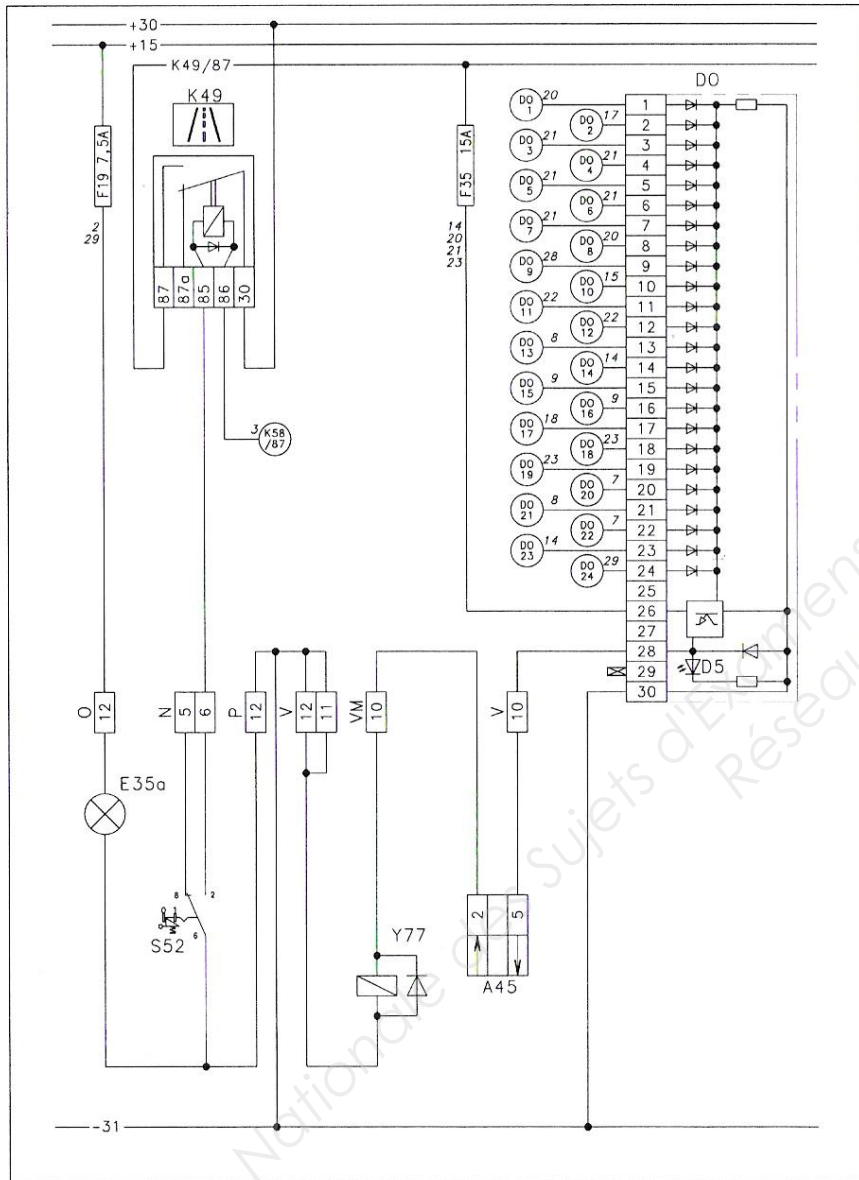 +30
+15
K49/87
DO
K49
F19 7,5A
2
29
87 87a 85 86 30
3 K58/87
F35 15A
14
20
21
23
DO 1 20 1
DO 2 17 2
DO 3 21 3
DO 4 21 4
DO 5 21 5
DO 6 21 6
DO 7 21 7
DO 8 20 8
DO 9 28 9
DO 10 15 10
DO 11 22 11
DO 12 22 12
DO 13 8 13
DO 14 14 14
DO 15 9 15
DO 16 9 16
DO 17 18 17
DO 18 23 18
DO 19 23 19
DO 20 7 20
DO 21 8 21
DO 22 7 22
DO 23 14 23
DO 24 29 24
25
26
27
28
29
30
D5
O 12
N 5 6
P 12
V 12 11
VM 10
V 10
E35a
8 2
6
S52
Y77
2 5
A45
-31
Nationale des Sujets d'Examens
Réseau